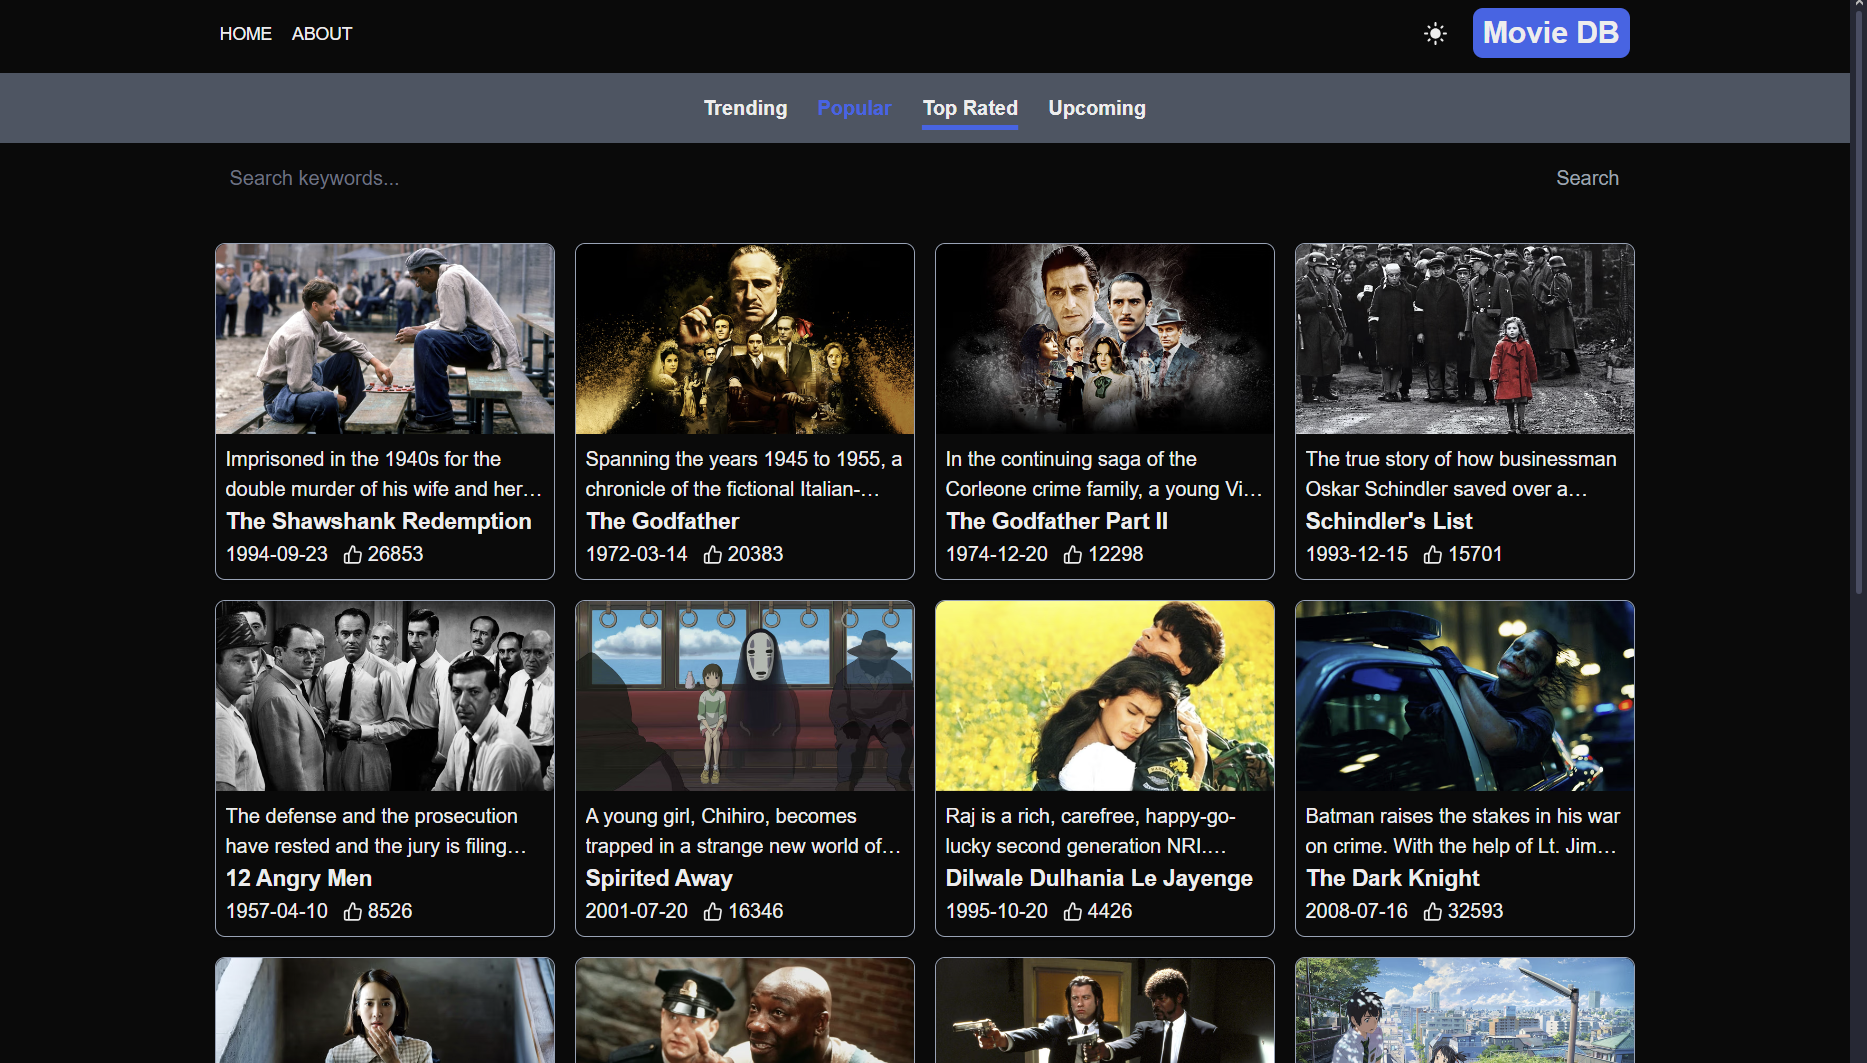 HOME ABOUT Movie DB
Trending Popular Top Rated Upcoming
Search keywords... Search
Imprisoned in the 1940s for the
double murder of his wife and her…
The Shawshank Redemption
1994-09-23 26853
Spanning the years 1945 to 1955, a
chronicle of the fictional Italian-…
The Godfather
1972-03-14 20383
In the continuing saga of the
Corleone crime family, a young Vi…
The Godfather Part II
1974-12-20 12298
The true story of how businessman
Oskar Schindler saved over a…
Schindler's List
1993-12-15 15701
The defense and the prosecution
have rested and the jury is filing…
12 Angry Men
1957-04-10 8526
A young girl, Chihiro, becomes
trapped in a strange new world of…
Spirited Away
2001-07-20 16346
Raj is a rich, carefree, happy-go-
lucky second generation NRI.…
Dilwale Dulhania Le Jayenge
1995-10-20 4426
Batman raises the stakes in his war
on crime. With the help of Lt. Jim…
The Dark Knight
2008-07-16 32593